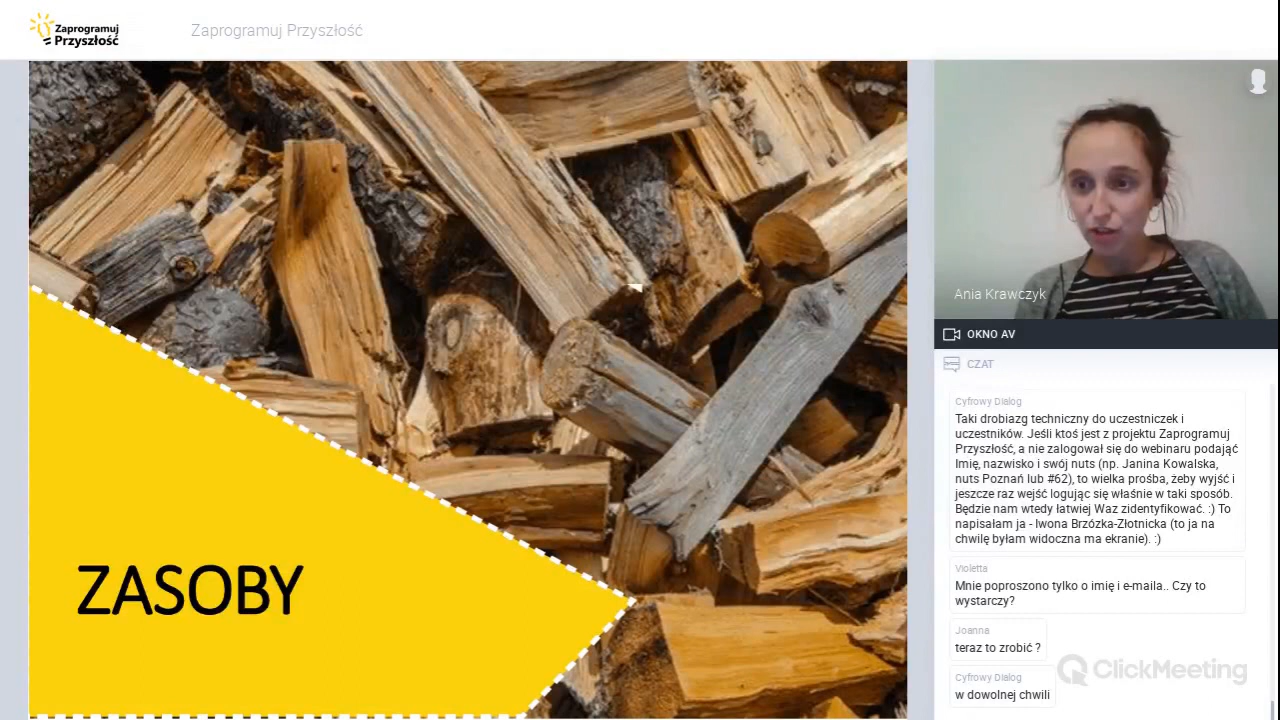 Zaprogramuj
Przyszłość
Zaprogramuj Przyszłość
ZASOBY
Ania Krawczyk
OKNO AV
CZAT
Cyfrowy Dialog
Taki drobiazg techniczny do uczestniczek i
uczestników. Jeśli ktoś jest z projektu Zaprogramuj
Przyszłość, a nie zalogował się do webinaru podając
Imię, nazwisko i swój nuts (np. Janina Kowalska,
nuts Poznań lub #62), to wielka prośba, żeby wyjść i
jeszcze raz wejść logując się właśnie w taki sposób.
Będzie nam wtedy łatwiej Waz zidentyfikować. :) To
napisałam ja - Iwona Brzózka-Złotnicka (to ja na
chwilę byłam widoczna ma ekranie). :)
Violetta
Mnie poproszono tylko o imię i e-maila.. Czy to
wystarczy?
Joanna
teraz to zrobić ?
Cyfrowy Dialog
w dowolnej chwili
ClickMeeting